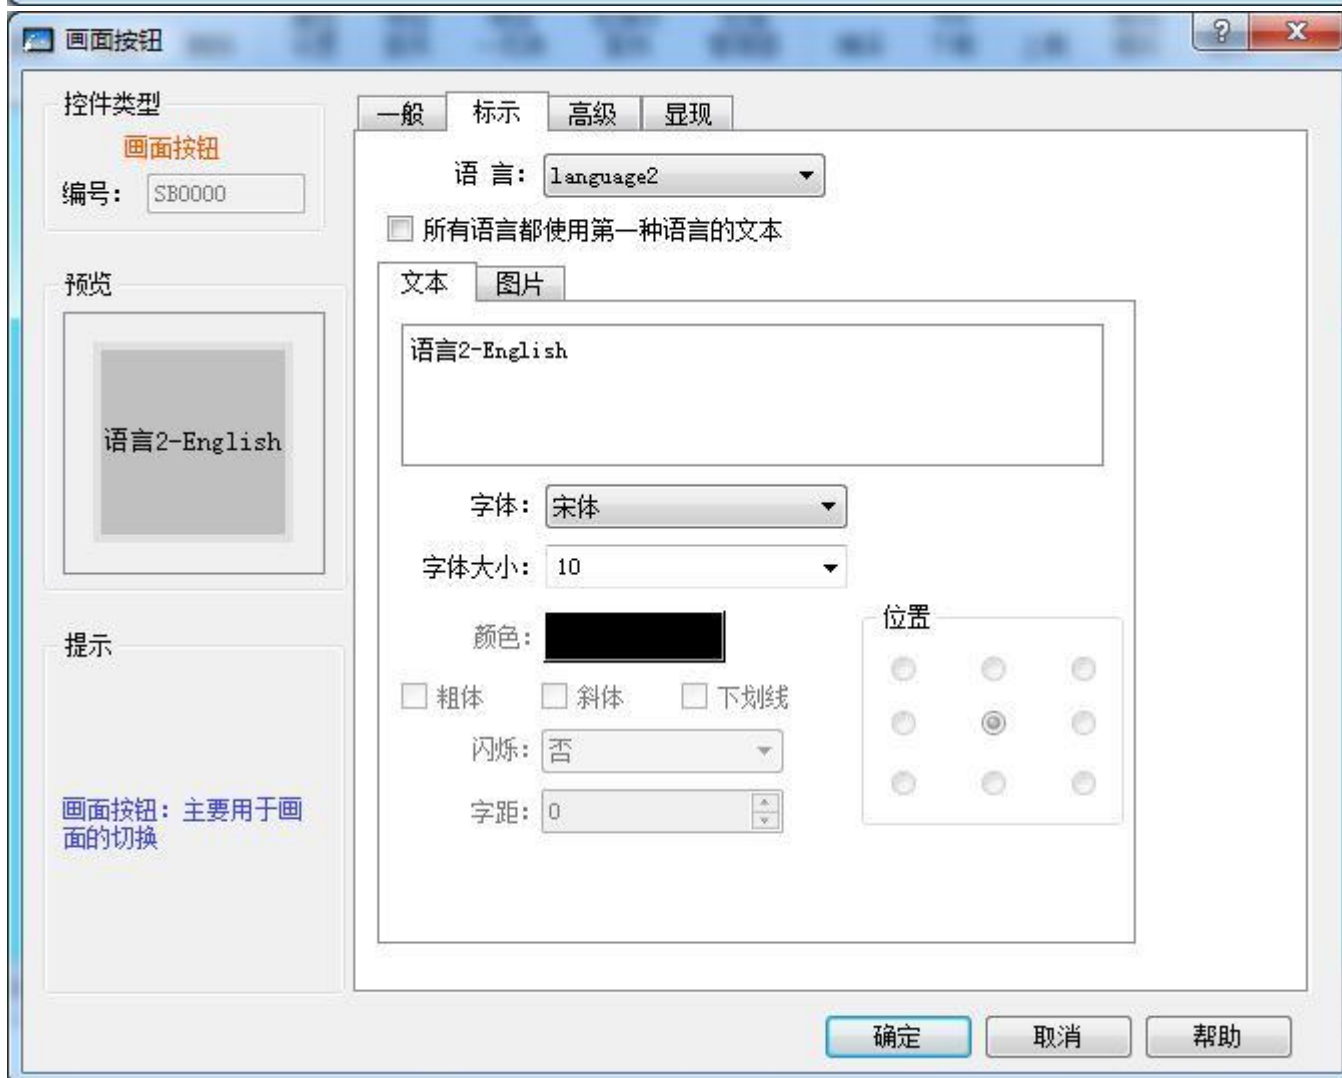 画面按钮
控件类型
画面按钮
编号： SB0000
预览
语言2-English
提示
画面按钮：主要用于画
面的切换
一般 标示 高级 显现
语 言： language2
所有语言都使用第一种语言的文本
文本 图片
语言2-English
字体： 宋体
字体大小： 10
颜色：
粗体 斜体 下划线
闪烁： 否
字距： 0
位置
确定 取消 帮助